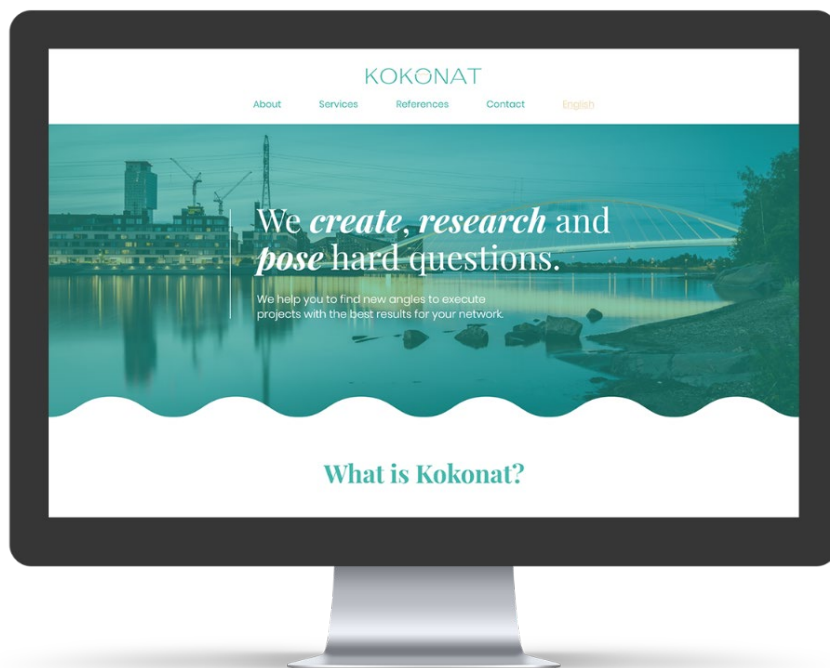 KOKONAT
About Services References Contact English
We create, research and
pose hard questions.
We help you to find new angles to execute
projects with the best results for your network.
What is Kokonat?